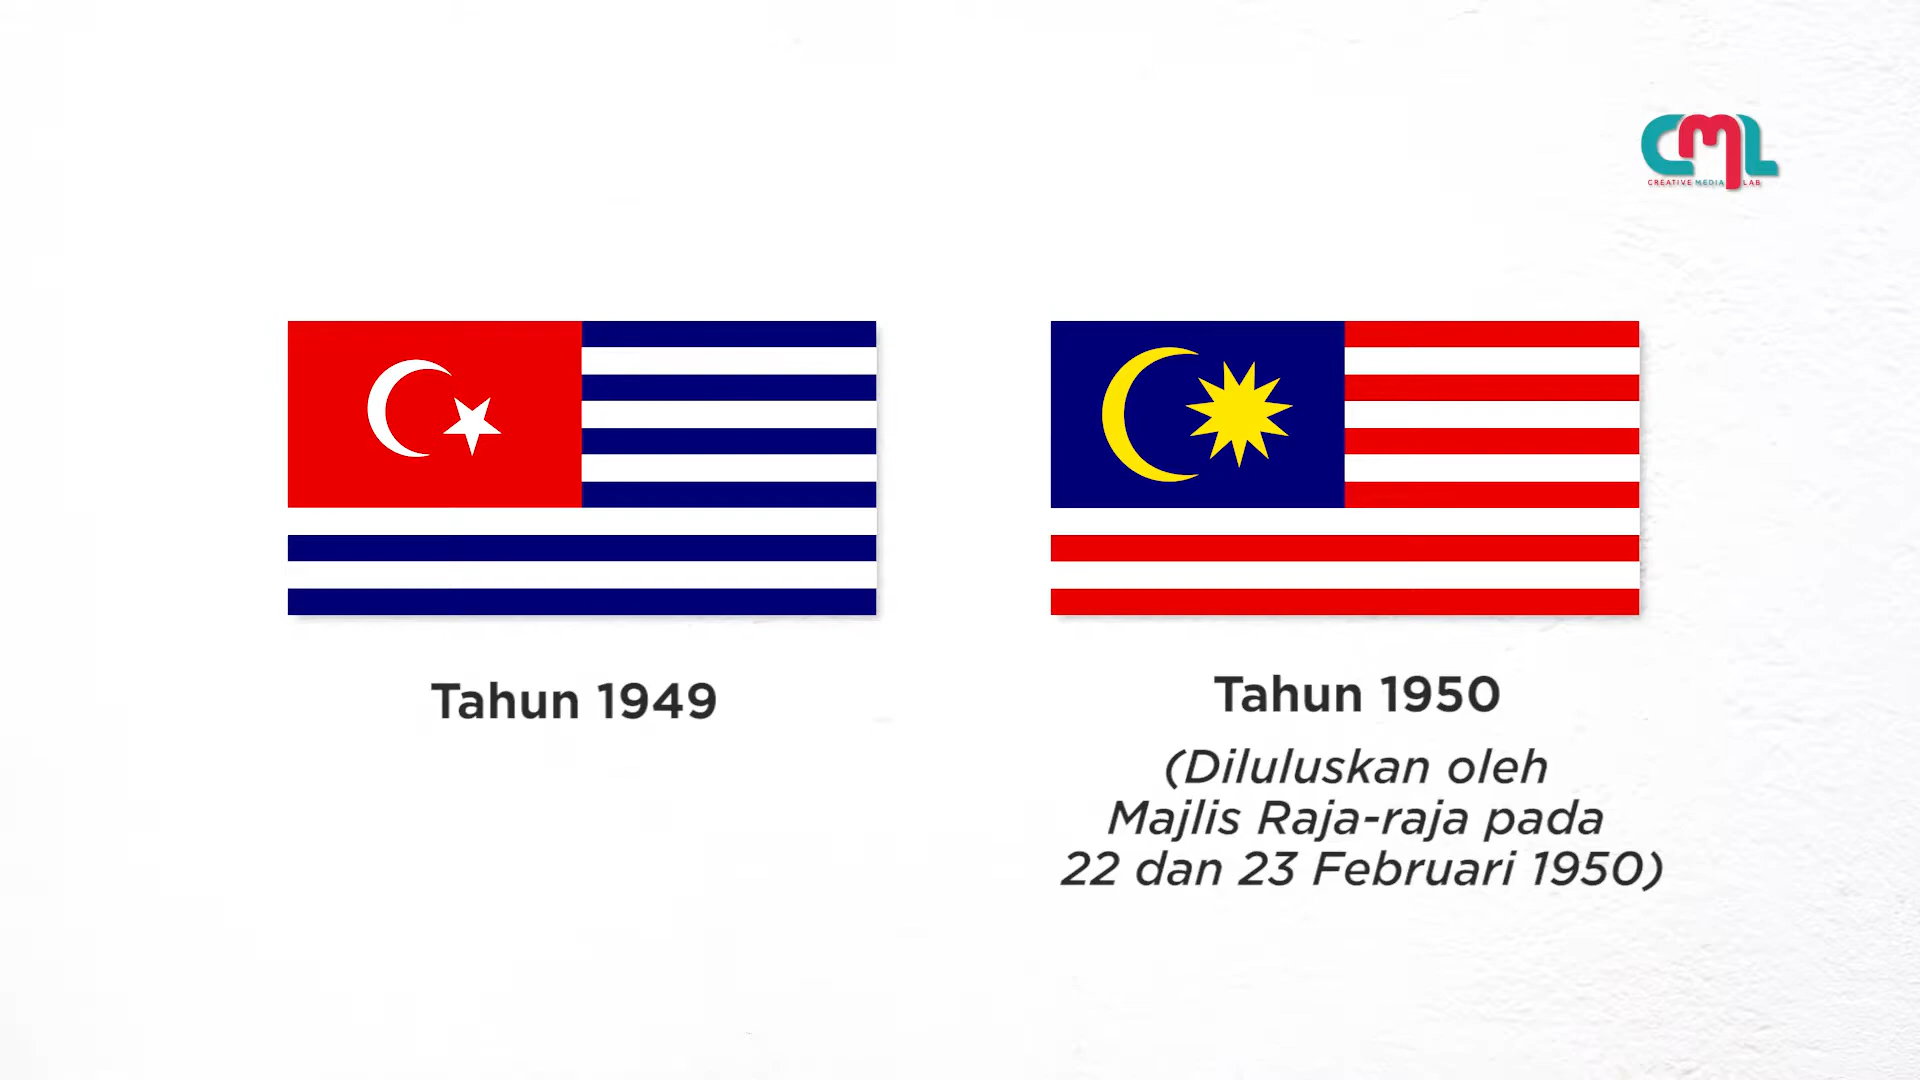 CML
CREATIVE MEDIA LAB
Tahun 1949
Tahun 1950
(Diluluskan oleh
Majlis Raja-raja pada
22 dan 23 Februari 1950)